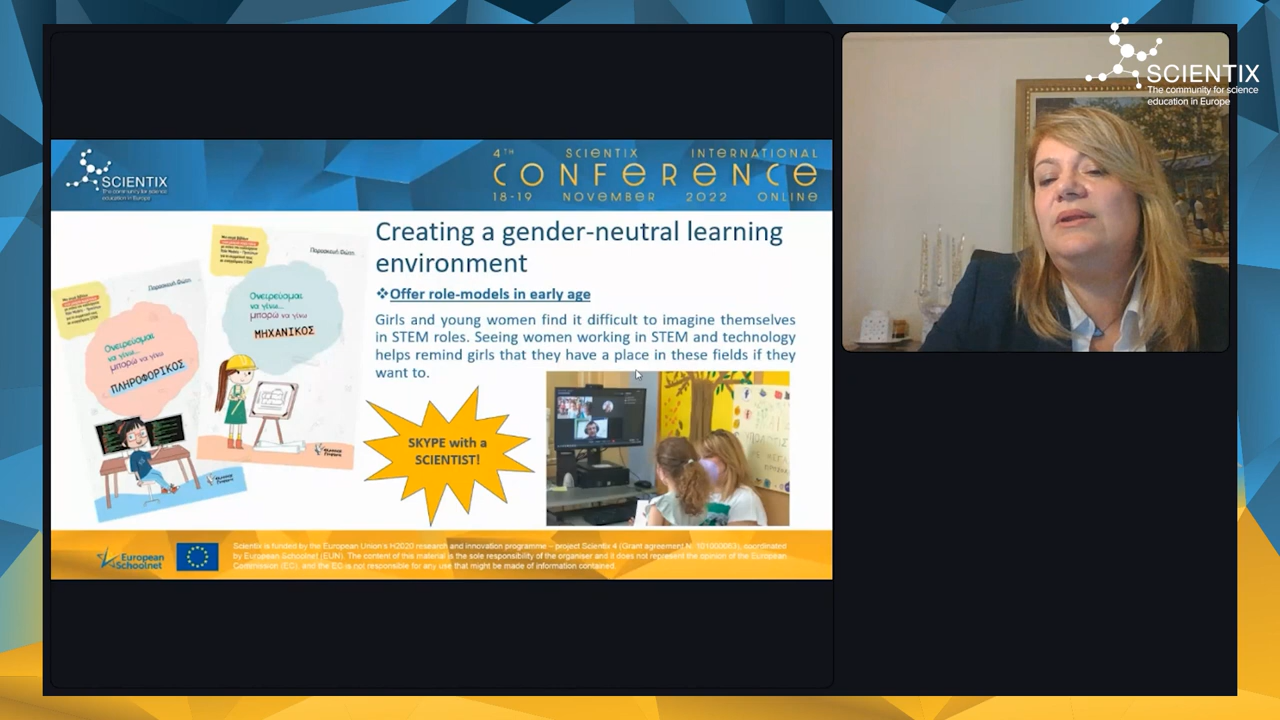 SCIENTIX
The community for science
education in Europe
SCIENTIX
The community for science
education in Europe
4TH SCIENTIX INTERNATIONAL
CONFERENCE
18-19 NOVEMBER 2022 ONLINE
Creating a gender-neutral learning
environment
❖Offer role-models in early age
Girls and young women find it difficult to imagine themselves
in STEM roles. Seeing women working in STEM and technology
helps remind girls that they have a place in these fields if they
want to.
Παρασκευή Φώτη
Ονειρεύομαι
να γίνω...
μπορώ να γίνω
ΜΗΧΑΝΙΚΟΣ
Παρασκευή Φώτη
Ονειρεύομαι
να γίνω...
μπορώ να γίνω
ΠΛΗΡΟΦΟΡΙΚΟΣ
SKYPE with a
SCIENTIST!
European
Schoolnet
Scientix is funded by the European Union's H2020 research and innovation programme – project Scientix 4 (Grant agreement N. 101000063), coordinated
by European Schoolnet (EUN). The content of this material is the sole responsibility of the organiser and it does not represent the opinion of the European
Commission (EC), and the EC is not responsible for any use that might be made of information contained.